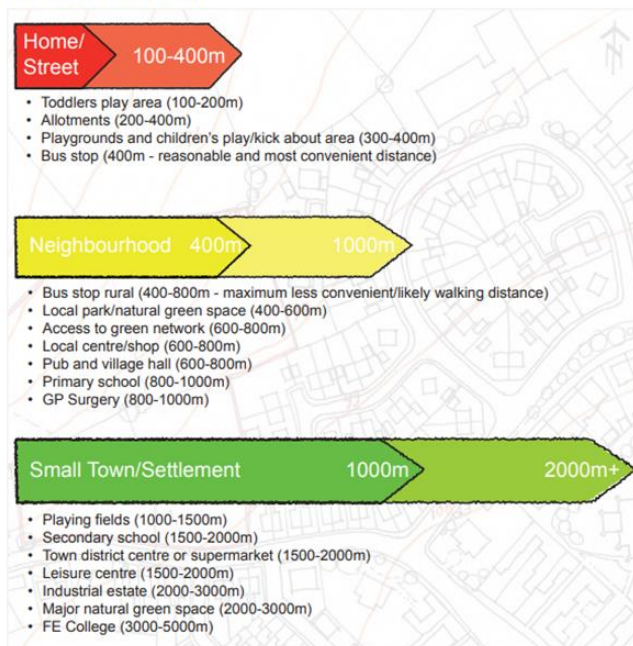 Home/
Street
100-400m
• Toddlers play area (100-200m)
• Allotments (200-400m)
• Playgrounds and children's play/kick about area (300-400m)
• Bus stop (400m - reasonable and most convenient distance)
Neighbourhood 400m 1000m
• Bus stop rural (400-800m - maximum less convenient/likely walking distance)
• Local park/natural green space (400-600m)
• Access to green network (600-800m)
• Local centre/shop (600-800m)
• Pub and village hall (600-800m)
• Primary school (800-1000m)
• GP Surgery (800-1000m)
Small Town/Settlement 1000m 2000m+
• Playing fields (1000-1500m)
• Secondary school (1500-2000m)
• Town district centre or supermarket (1500-2000m)
• Leisure centre (1500-2000m)
• Industrial estate (2000-3000m)
• Major natural green space (2000-3000m)
• FE College (3000-5000m)